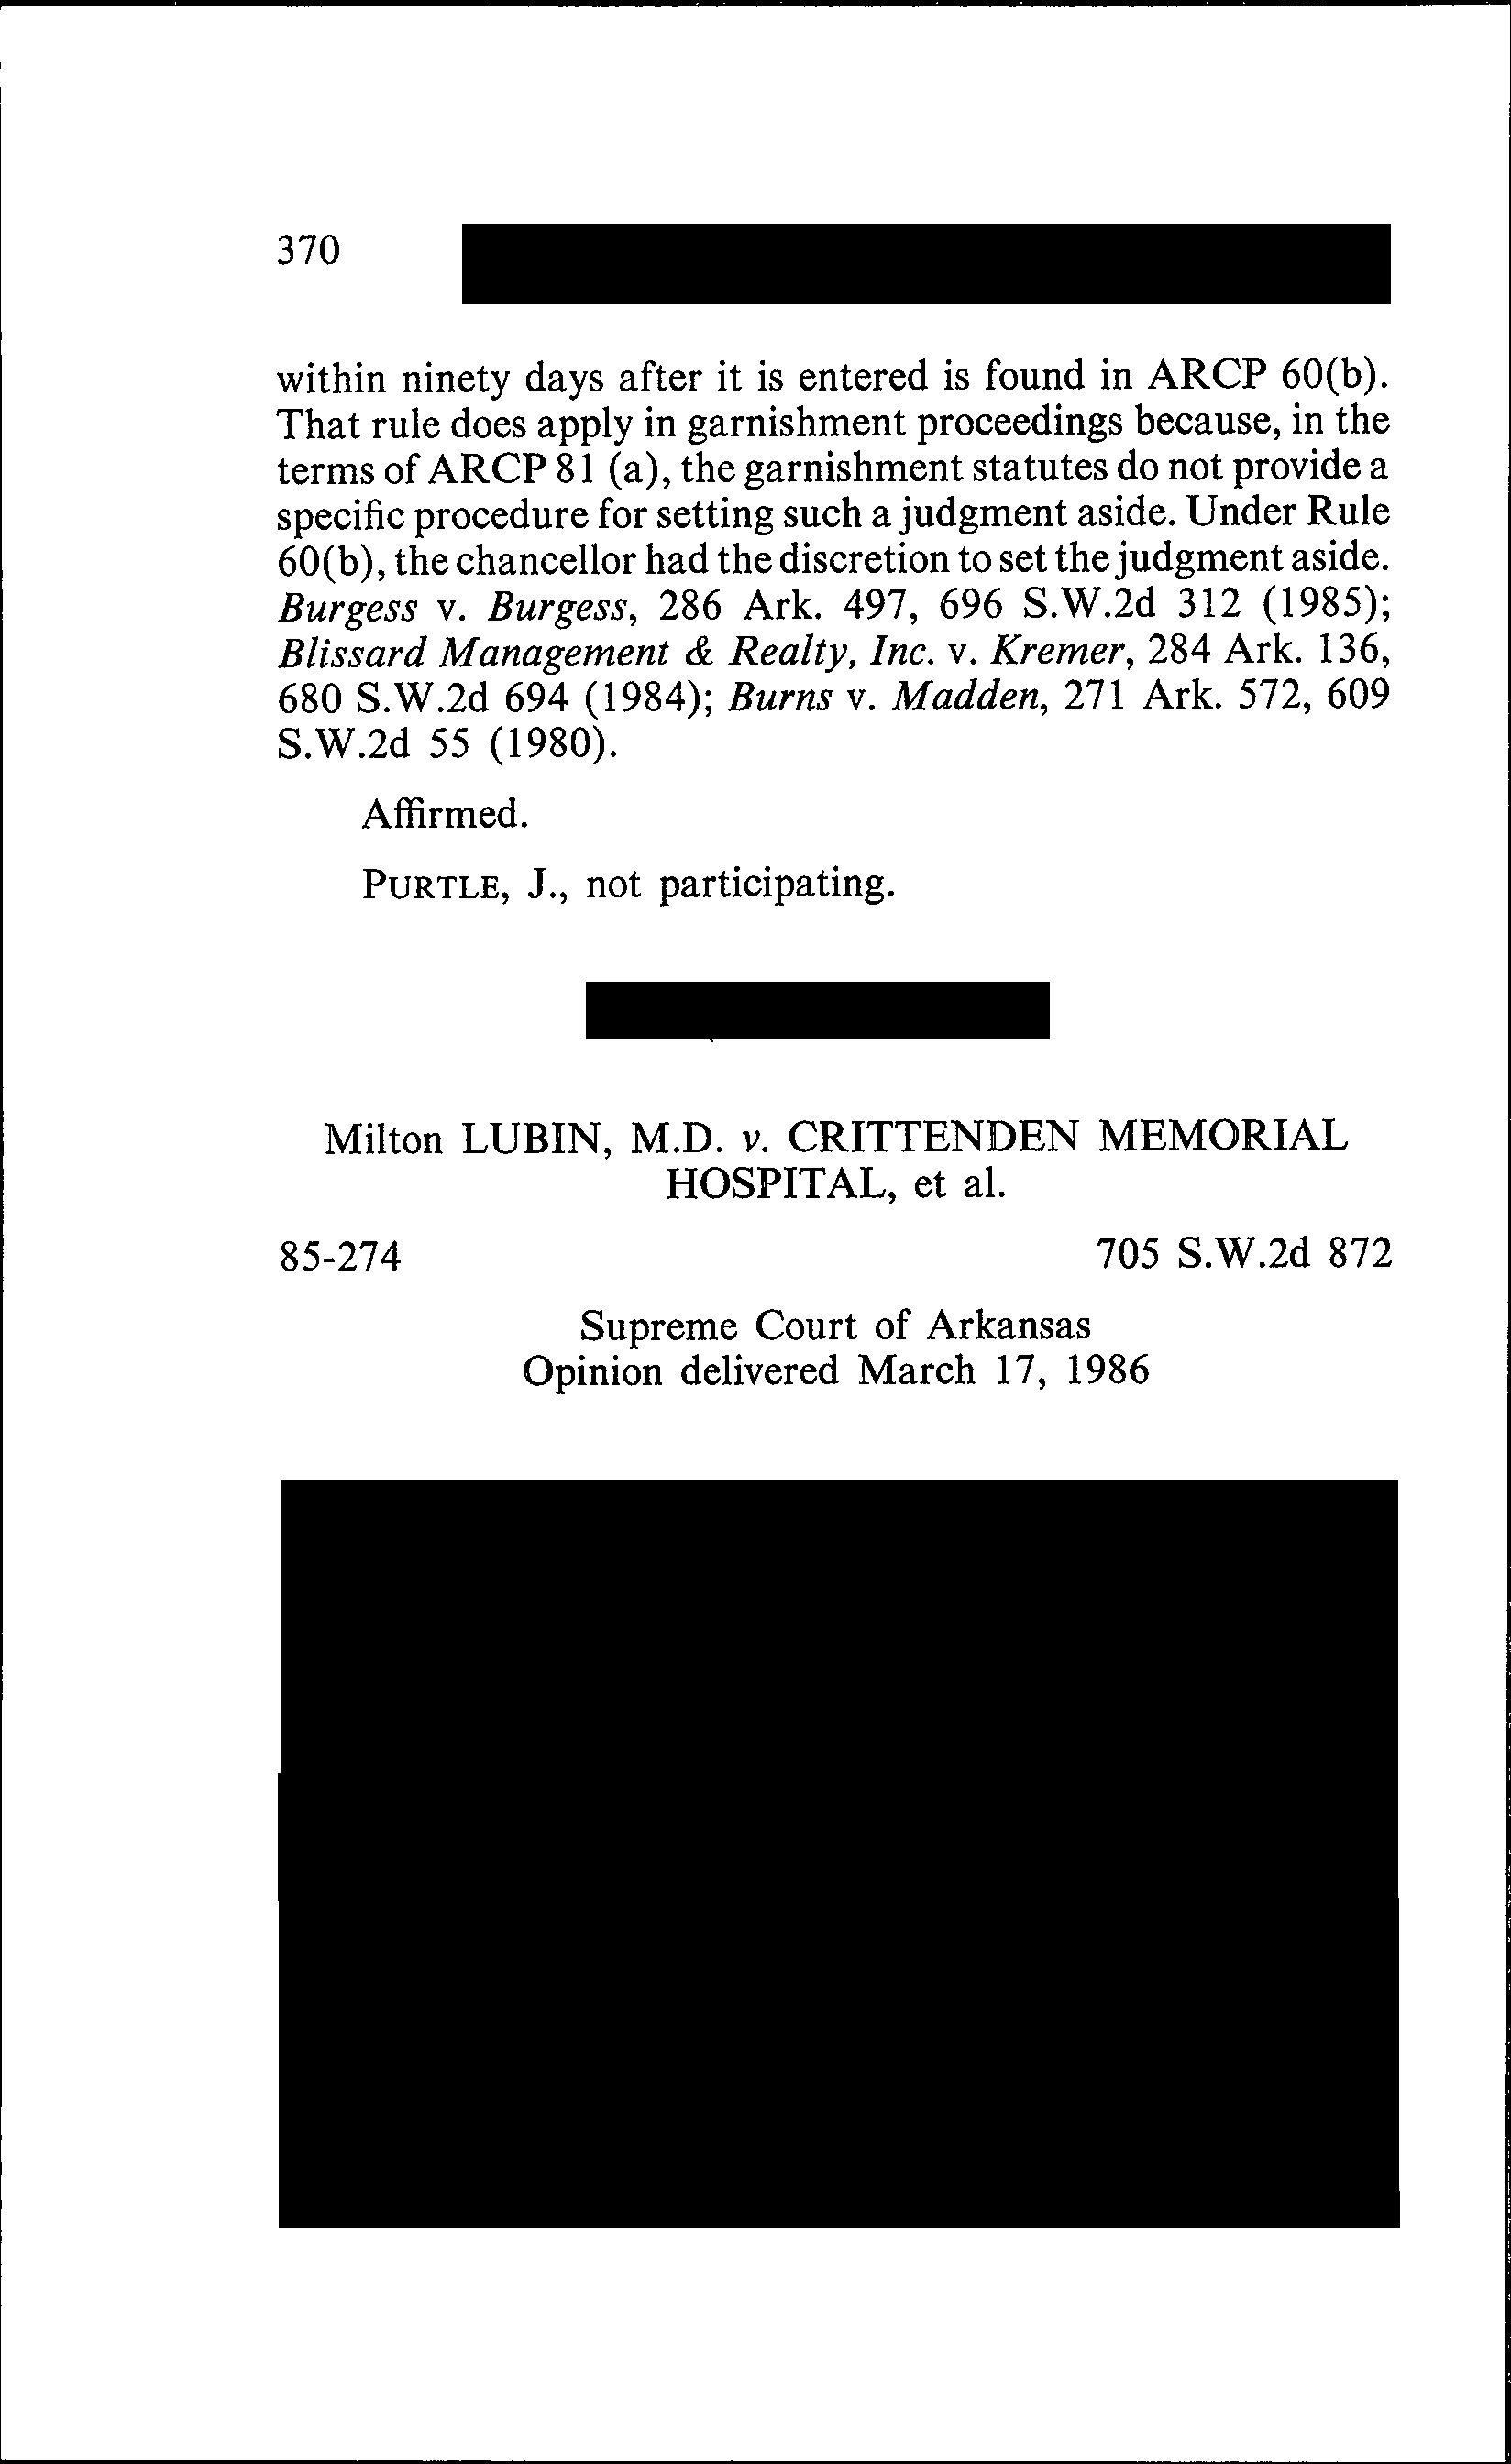 370
within ninety days after it is entered is found in ARCP 60(b).
That rule does apply in garnishment proceedings because, in the
terms of ARCP 81 (a), the garnishment statutes do not provide a
specific procedure for setting such a judgment aside. Under Rule
60(b), the chancellor had the discretion to set the judgment aside.
Burgess v. Burgess, 286 Ark. 497, 696 S.W.2d 312 (1985);
Blissard Management & Realty, Inc. v. Kremer, 284 Ark. 136,
680 S.W.2d 694 (1984); Burns v. Madden, 271 Ark. 572, 609
S.W.2d 55 (1980).
Affirmed.
PURTLE, J., not participating.
Milton LUBIN, M.D. v. CRITTENDEN MEMORIAL
HOSPITAL, et al.
85-274 705 S.W.2d 872
Supreme Court of Arkansas
Opinion delivered March 17, 1986